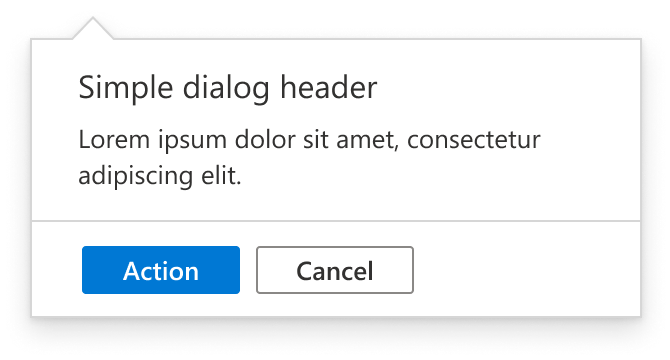 Simple dialog header
Lorem ipsum dolor sit amet, consectetur
adipiscing elit.
Action
Cancel